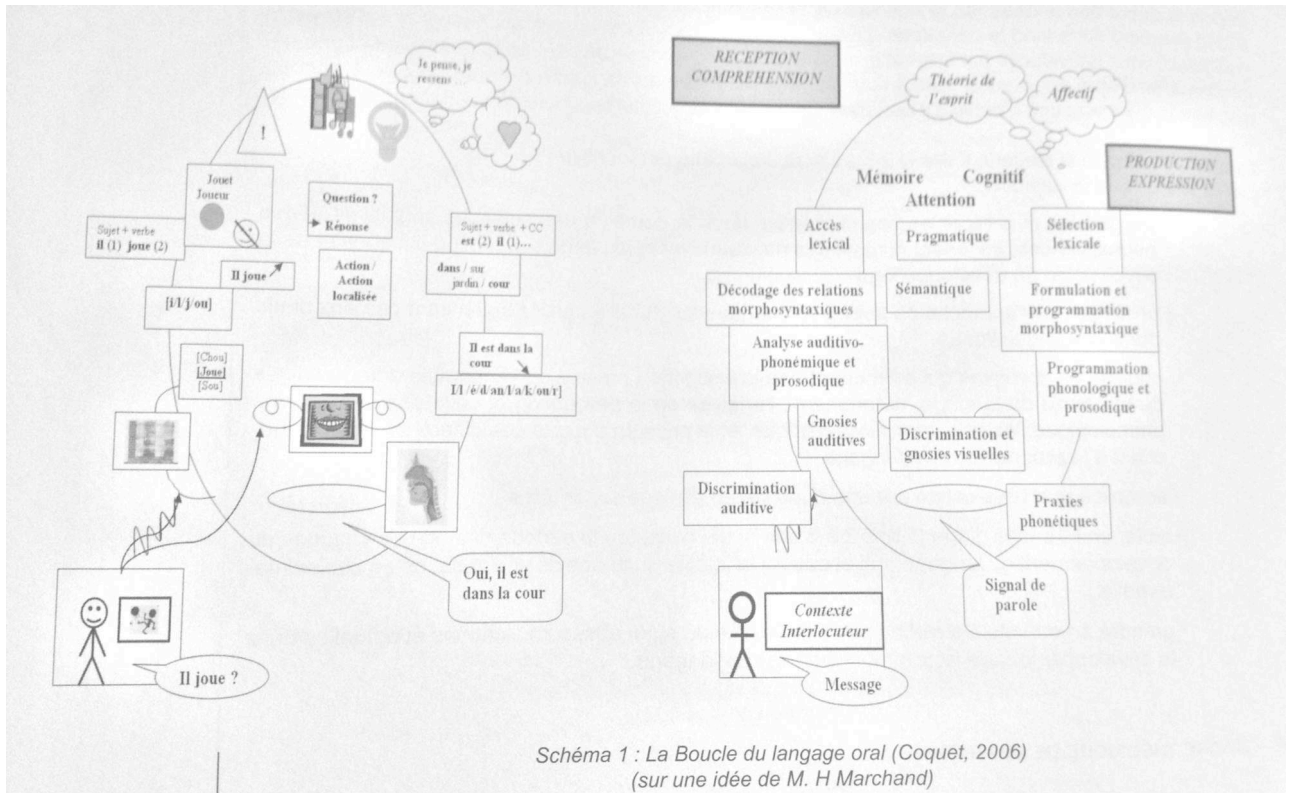 Je pense, je
ressens
!
Jouet
Joueur
Question ?
Réponse
Sujet + verbe
il (1) joue (2)
Sujet + verbe + CC
est (2) il (1)...
Il joue
Action /
Action
localisée
dans / sur
jardin / cour
[i/l/j/ou]
Il est dans la
cour
[Chou]
[Joue]
[Sou]
Oui, il est
dans la cour
Il joue ?
RECEPTION
COMPREHENSION
Théorie de
l'esprit
Affectif
PRODUCTION
EXPRESSION
Mémoire Cognitif
Attention
Accès
lexical
Pragmatique
Sélection
lexicale
Décodage des relations
morphosyntaxiques
Sémantique
Formulation et
programmation
morphosyntaxique
Analyse auditivo-
phonémique et
prosodique
Programmation
phonologique et
prosodique
Gnosies
auditives
Discrimination et
gnosies visuelles
Discrimination
auditive
Praxies
phonétiques
Signal de
parole
Contexte
Interlocuteur
Message
Schéma 1 : La Boucle du langage oral (Coquet, 2006)
(sur une idée de M. H Marchand)